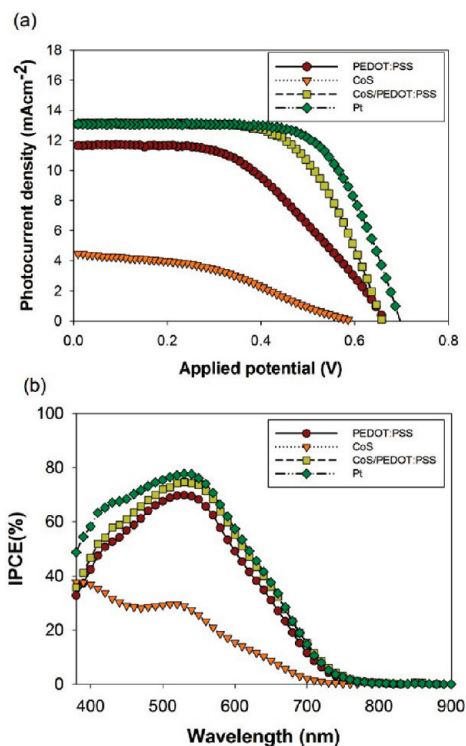 (a)
18
16
14
12
10
8
6
4
2
0
Photocurrent density (mAcm-2)
PEDOT:PSS
CoS
CoS/PEDOT:PSS
Pt
0.0 0.2 0.4 0.6 0.8
Applied potential (V)
(b)
100
80
60
40
20
0
IPCE(%)
PEDOT:PSS
CoS
CoS/PEDOT:PSS
Pt
400 500 600 700 800 900
Wavelength (nm)